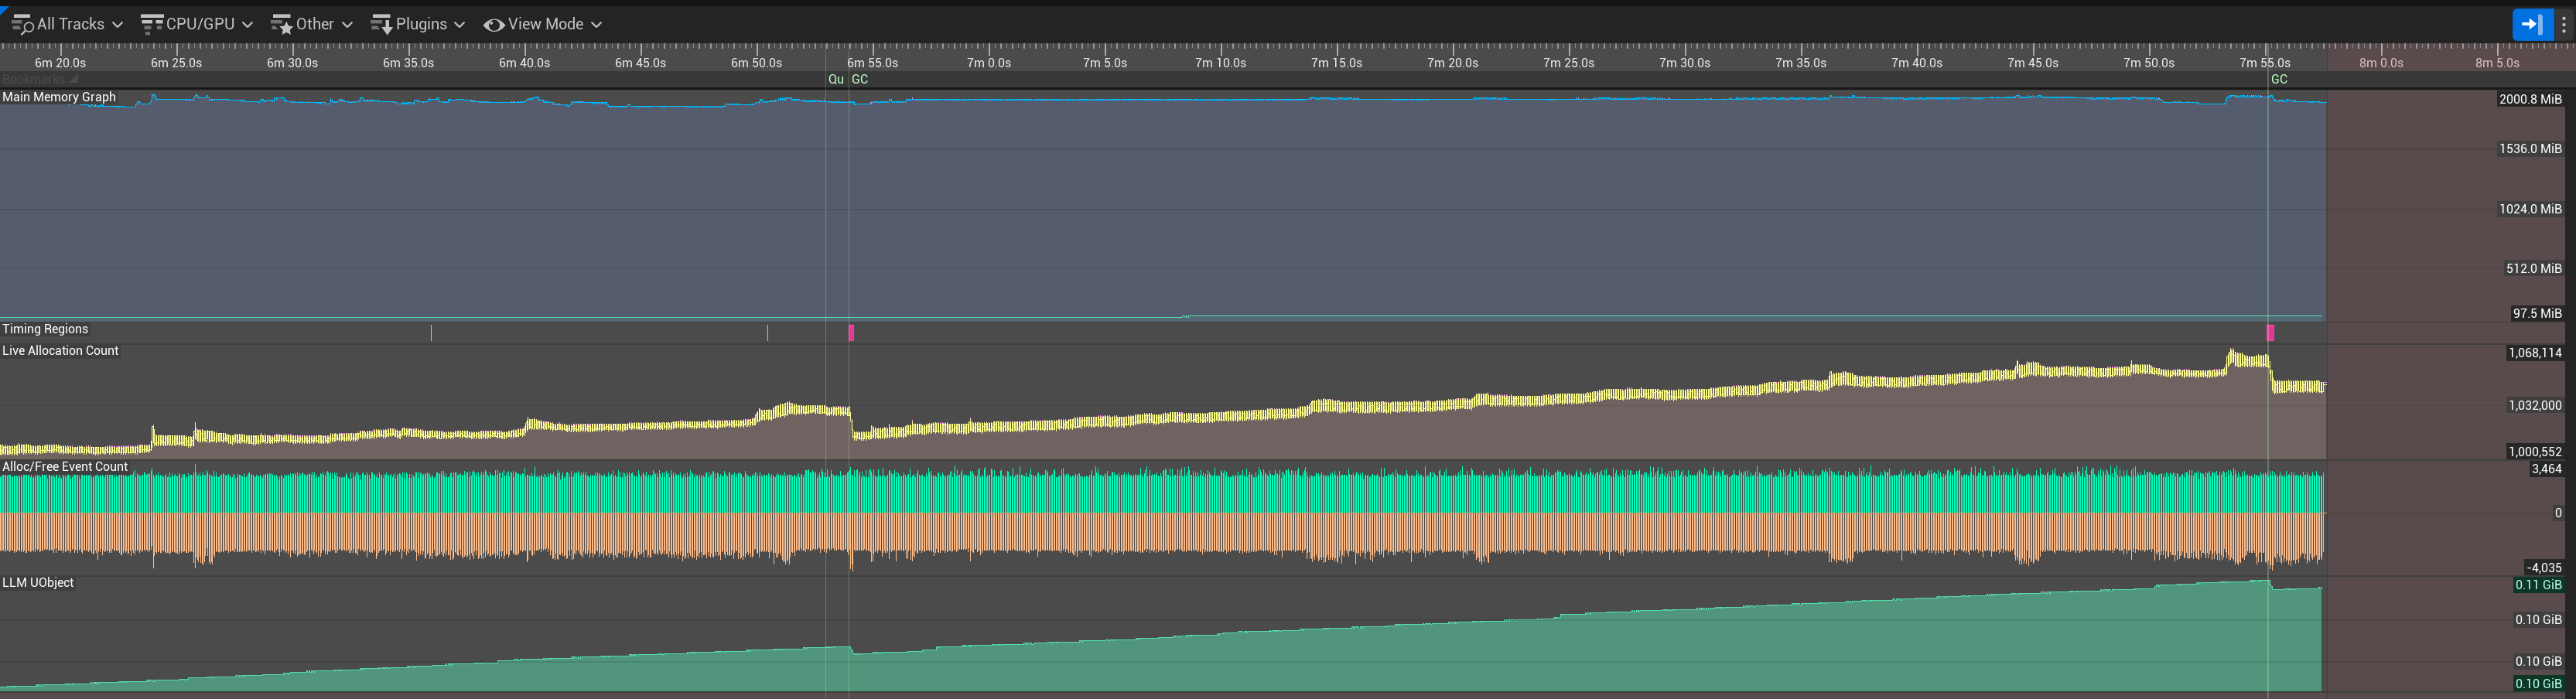 All Tracks CPU/GPU Other Plugins View Mode
6m 20.0s 6m 25.0s 6m 30.0s 6m 35.0s 6m 40.0s 6m 45.0s 6m 50.0s 6m 55.0s 7m 0.0s 7m 5.0s 7m 10.0s 7m 15.0s 7m 20.0s 7m 25.0s 7m 30.0s 7m 35.0s 7m 40.0s 7m 45.0s 7m 50.0s 7m 55.0s 8m 0.0s 8m 5.0s
Bookmarks Qu GC GC
Main Memory Graph 2000.8 MiB
1536.0 MiB
1024.0 MiB
512.0 MiB
97.5 MiB
Timing Regions
Live Allocation Count 1,068,114
1,032,000
1,000,552
Alloc/Free Event Count 3,464
0
-4,035
LLM UObject 0.11 GiB
0.10 GiB
0.10 GiB
0.10 GiB